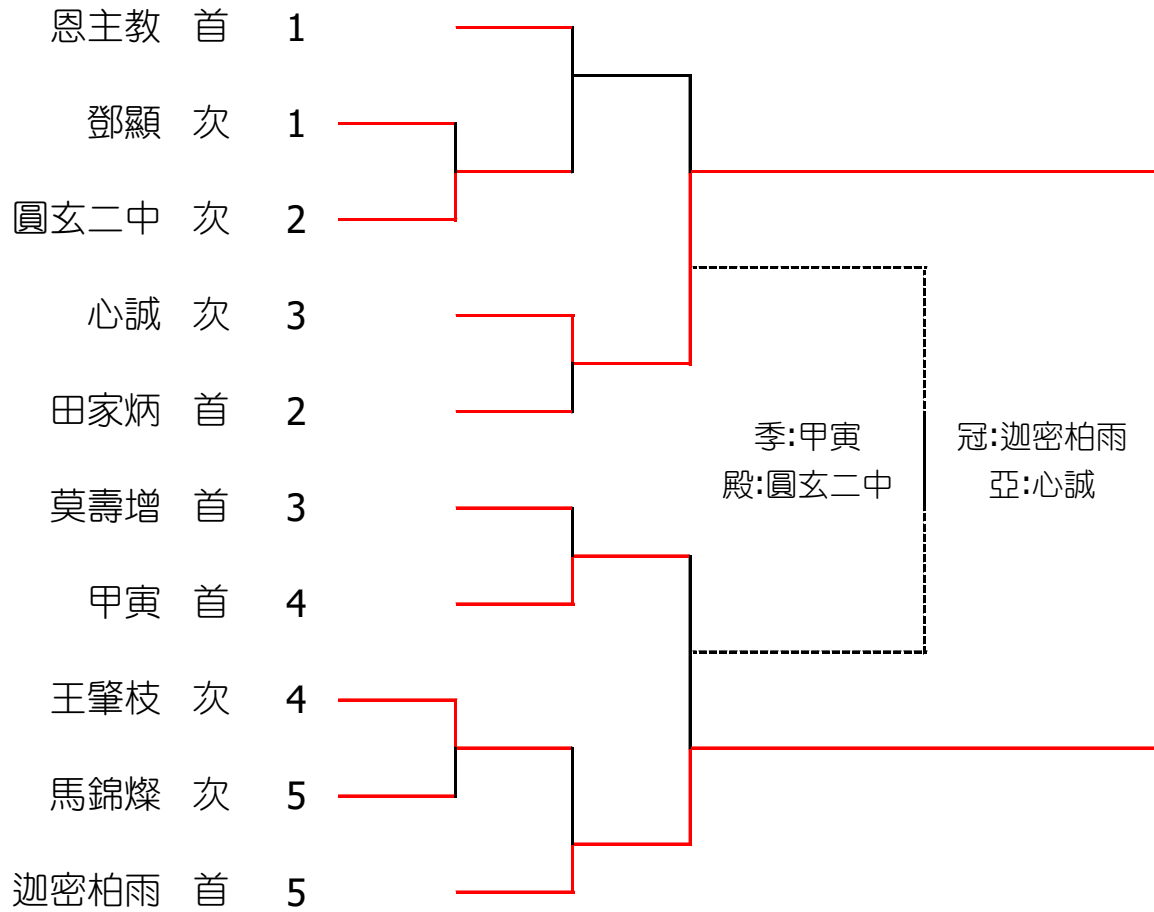 恩主教 首 1
鄧顯 次 1
圓玄二中 次 2
心誠 次 3
田家炳 首 2
季:甲寅
殿:圓玄二中
冠:迦密柏雨
亞:心誠
莫壽增 首 3
甲寅 首 4
王肇枝 次 4
馬錦燦 次 5
迦密柏雨 首 5